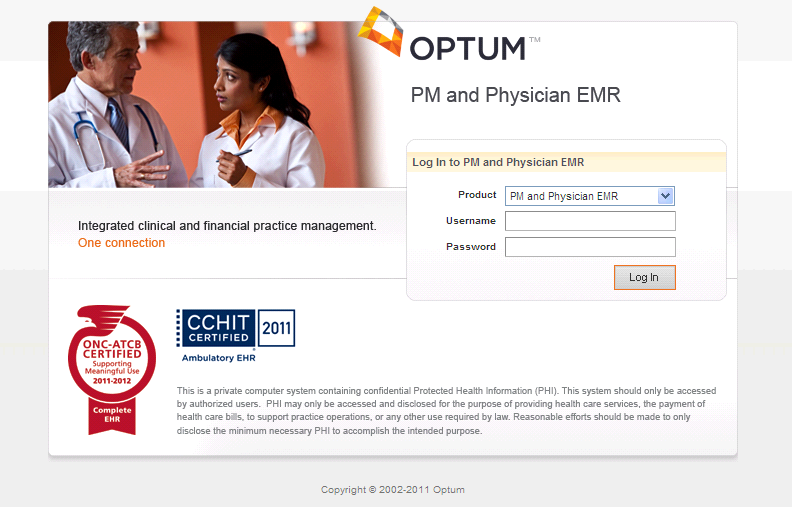 OPTUM™
PM and Physician EMR
Log In to PM and Physician EMR
Product
PM and Physician EMR
Username
Password
Log In
Integrated clinical and financial practice management.
One connection
ONC-ATCB
CERTIFIED
Supporting
Meaningful Use
2011-2012
Complete
EHR
CCHIT
CERTIFIED
2011
Ambulatory EHR
This is a private computer system containing confidential Protected Health Information (PHI). This system should only be accessed
by authorized users. PHI may only be accessed and disclosed for the purpose of providing health care services, the payment of
health care bills, to support practice operations, or any other use required by law. Reasonable efforts should be made to only
disclose the minimum necessary PHI to accomplish the intended purpose.
Copyright © 2002-2011 Optum